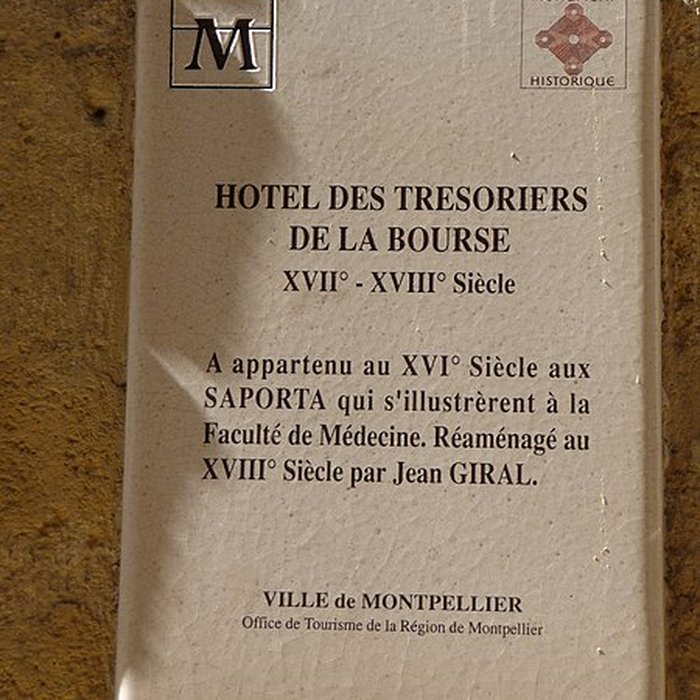 M
HISTORIQUE
HOTEL DES TRESORIERS
DE LA BOURSE
XVII° - XVIII° Siècle
A appartenu au XVI° Siècle aux
SAPORTA qui s'illustrèrent à la
Faculté de Médecine. Réaménagé au
XVIII° Siècle par Jean GIRAL.
VILLE de MONTPELLIER
Office de Tourisme de la Région de Montpellier